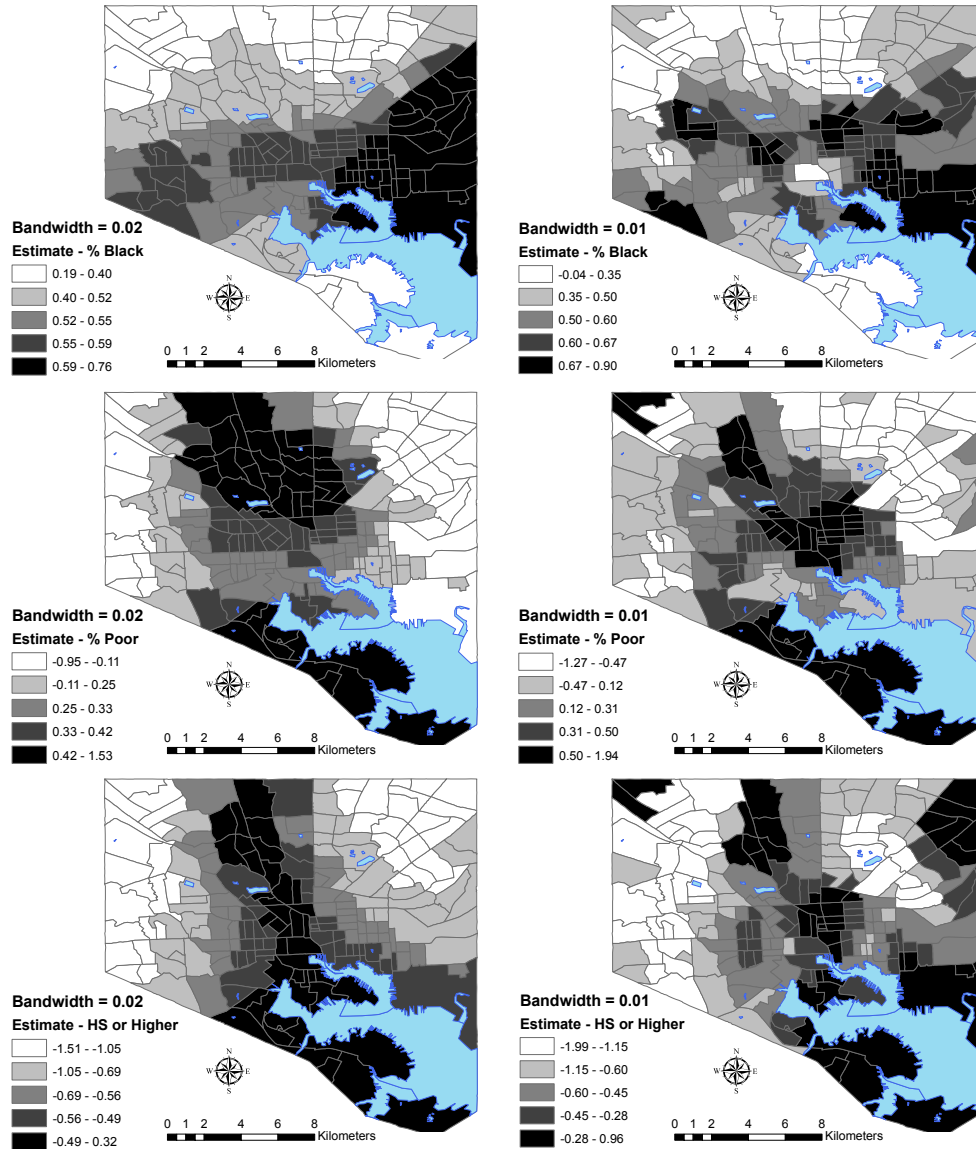 Bandwidth = 0.02
Estimate - % Black
0.19 - 0.40
0.40 - 0.52
0.52 - 0.55
0.55 - 0.59
0.59 - 0.76
N
W E
S
0 1 2 4 6 8
Kilometers
Bandwidth = 0.01
Estimate - % Black
-0.04 - 0.35
0.35 - 0.50
0.50 - 0.60
0.60 - 0.67
0.67 - 0.90
N
W E
S
0 1 2 4 6 8
Kilometers
Bandwidth = 0.02
Estimate - % Poor
-0.95 - -0.11
-0.11 - 0.25
0.25 - 0.33
0.33 - 0.42
0.42 - 1.53
N
W E
S
0 1 2 4 6 8
Kilometers
Bandwidth = 0.01
Estimate - % Poor
-1.27 - -0.47
-0.47 - 0.12
0.12 - 0.31
0.31 - 0.50
0.50 - 1.94
N
W E
S
0 1 2 4 6 8
Kilometers
Bandwidth = 0.02
Estimate - HS or Higher
-1.51 - -1.05
-1.05 - -0.69
-0.69 - -0.56
-0.56 - -0.49
-0.49 - 0.32
N
W E
S
0 1 2 4 6 8
Kilometers
Bandwidth = 0.01
Estimate - HS or Higher
-1.99 - -1.15
-1.15 - -0.60
-0.60 - -0.45
-0.45 - -0.28
-0.28 - 0.96
N
W E
S
0 1 2 4 6 8
Kilometers